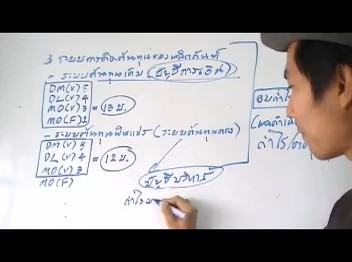 3 ระบบการคิดต้นทุนของผลิตภัณฑ์
- ระบบต้นทุนเต็ม (บัญชีการเงิน)
DM(V) 5
DL(V) 4
MO(V) 3
MO(F) 1
= 13 บ.
- ระบบต้นทุนผันแปร (ระบบต้นทุนตรง)
DM(V) 5
DL(V) 4
MO(V) 3
= 12 บ.
MO(F)
บัญชีบริหาร
กำไร
งบกำไร
กำไร/ขาดทุน